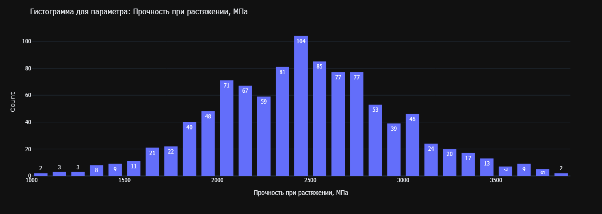 Гистограмма для параметра: Прочность при растяжении, МПа
Count
100
80
60
40
20
0
2 3 3 8 9 11 21 22 40 48 71 67 59 81 104 85 77 77 53 39 46 24 20 17 13 9 2
1000 1500 2000 2500 3000 3500
Прочность при растяжении, МПа